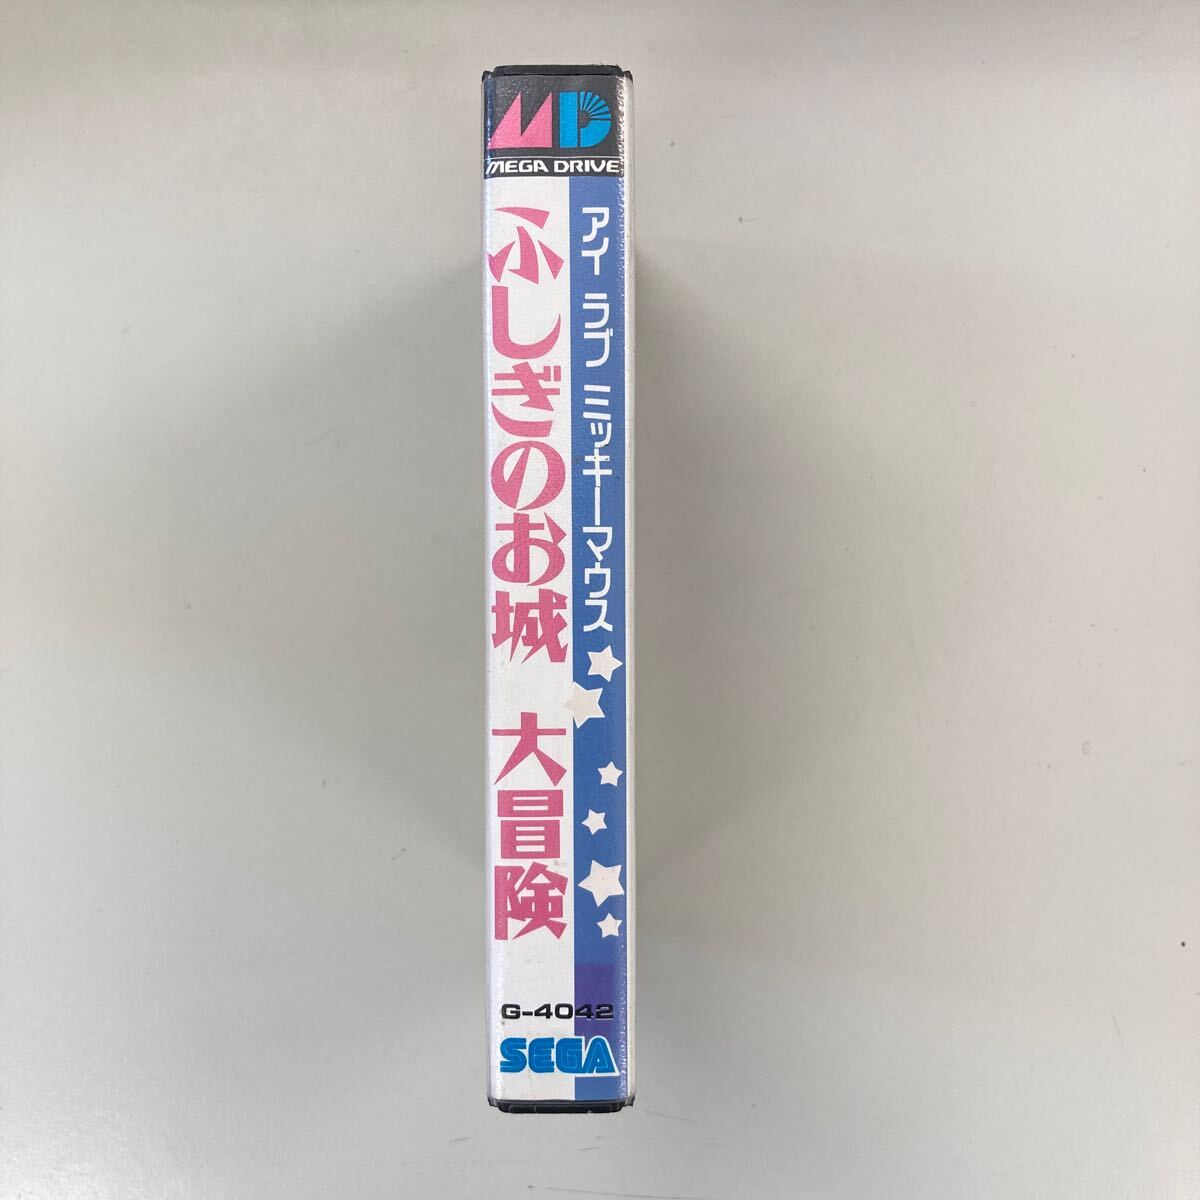 MD
MEGA DRIVE
アイ ラブ ミッキーマウス
ふしぎのお城 大冒険
G-4042
SEGA